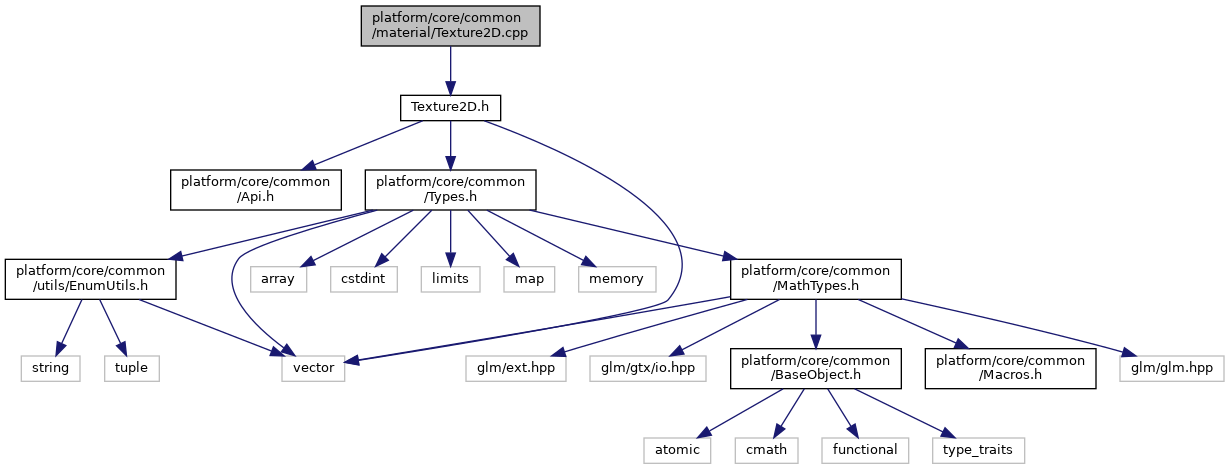 platform/core/common
/material/Texture2D.cpp
Texture2D.h
platform/core/common
/Api.h
platform/core/common
/Types.h
platform/core/common
/utils/EnumUtils.h
array
cstdint
limits
map
memory
platform/core/common
/MathTypes.h
string
tuple
vector
glm/ext.hpp
glm/gtx/io.hpp
platform/core/common
/BaseObject.h
platform/core/common
/Macros.h
glm/glm.hpp
atomic
cmath
functional
type_traits